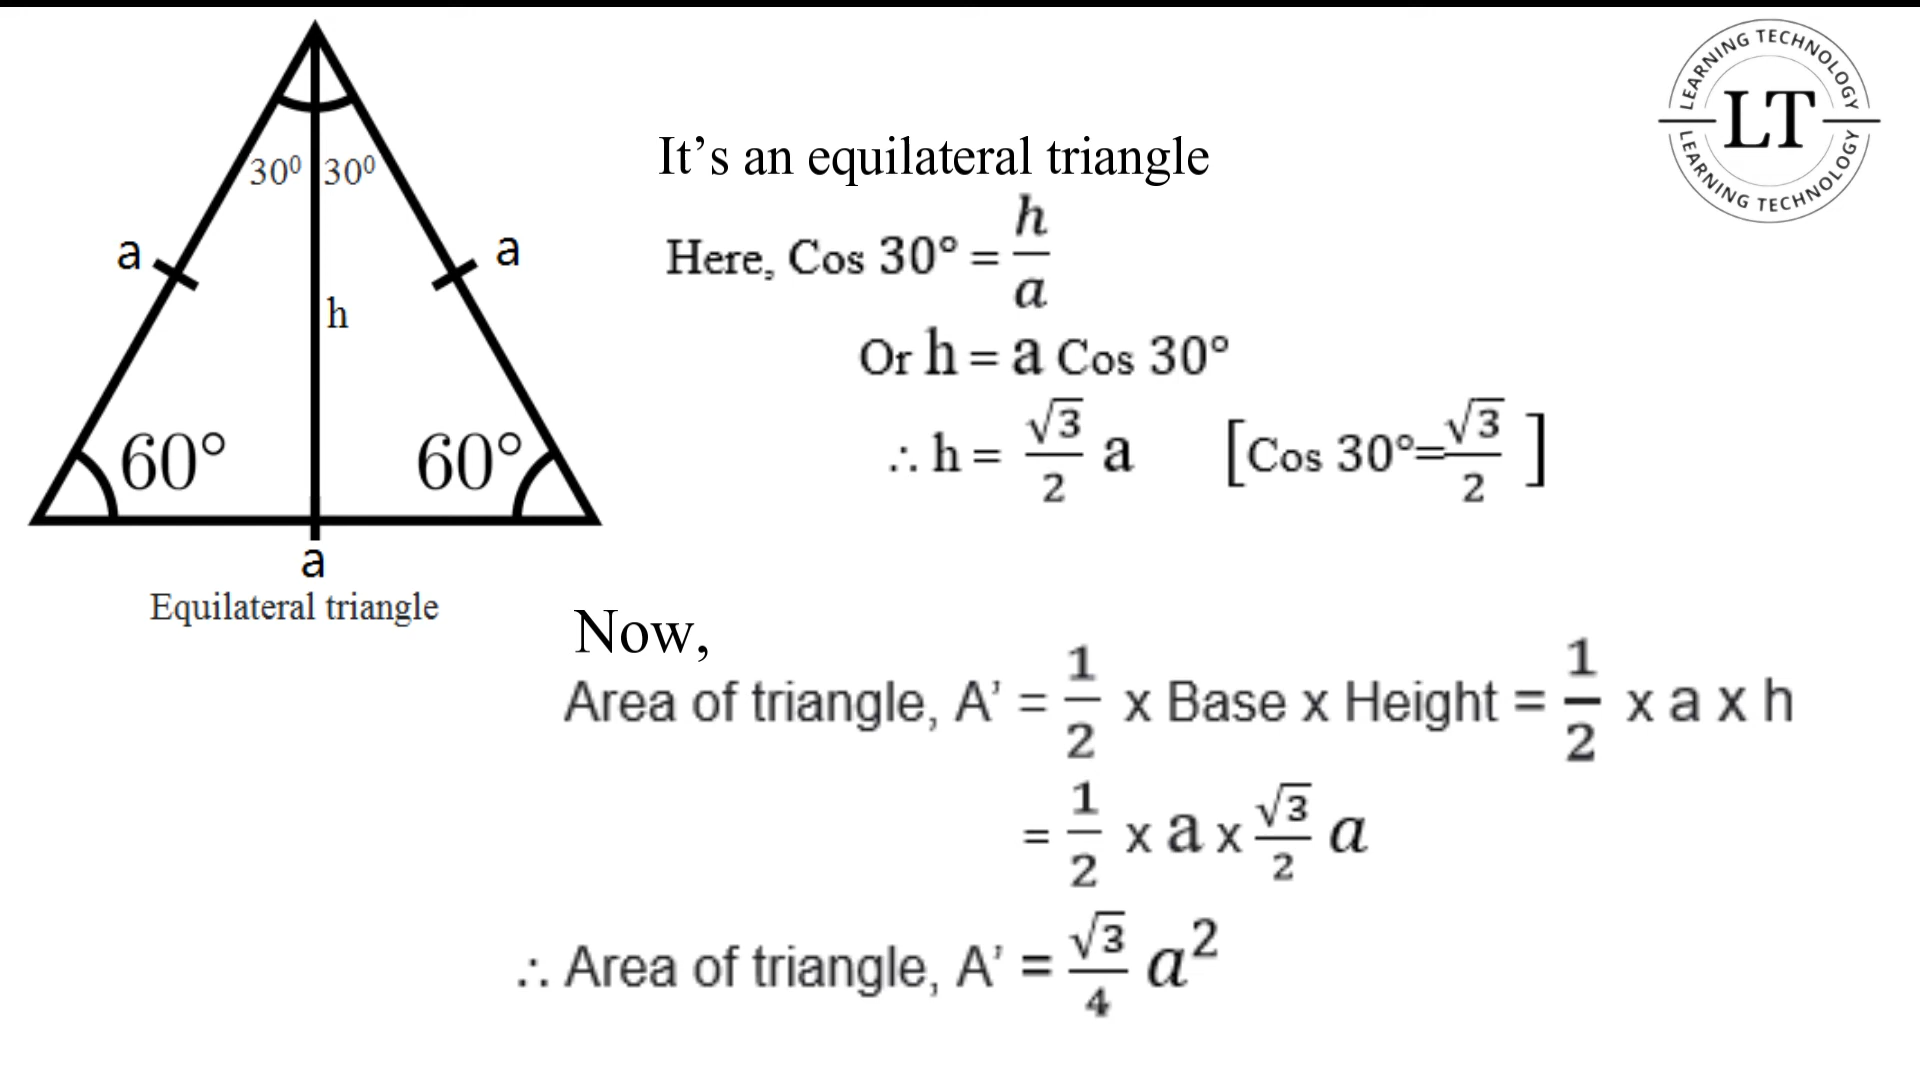 30⁰ 30⁰
a
a
h
60° 60°
a
Equilateral triangle
LEARNING TECHNOLOGY
LT
LEARNING TECHNOLOGY
It’s an equilateral triangle
Here, Cos 30° = h/a
Or h = a Cos 30°
∴ h = √3/2 a [Cos 30°=√3/2 ]
Now,
Area of triangle, A’ = 1/2 x Base x Height = 1/2 x a x h
= 1/2 x a x √3/2 a
∴ Area of triangle, A’ = √3/4 a²